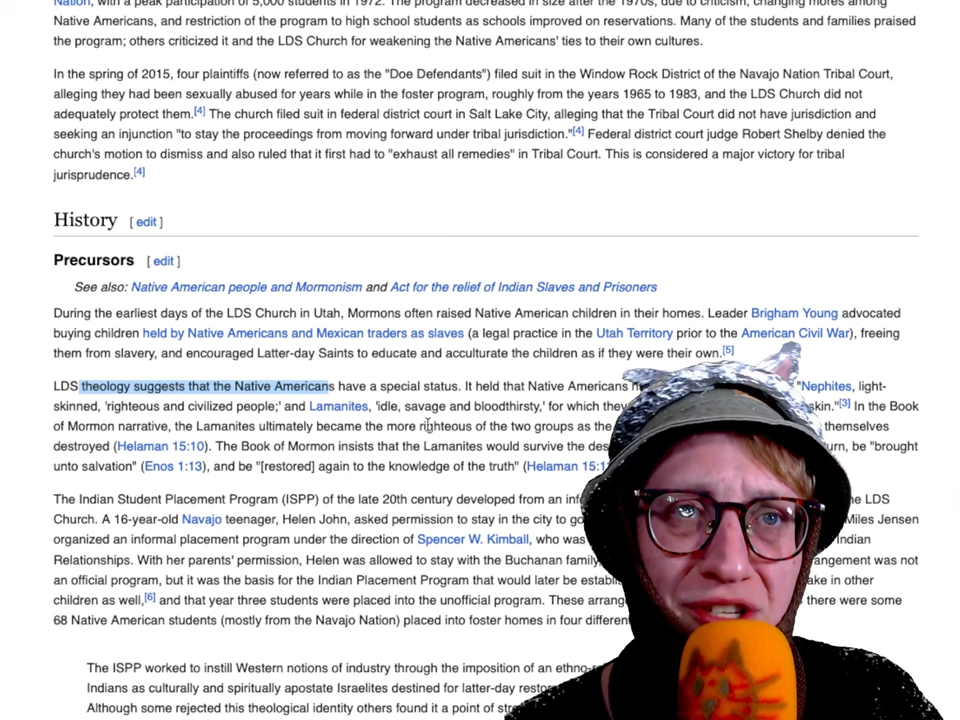 Nation, with a peak participation of 5,000 students in 1972. The program decreased in size after the 1970s, due to criticism, changing mores among
Native Americans, and restriction of the program to high school students as schools improved on reservations. Many of the students and families praised
the program; others criticized it and the LDS Church for weakening the Native Americans' ties to their own cultures.
In the spring of 2015, four plaintiffs (now referred to as the "Doe Defendants") filed suit in the Window Rock District of the Navajo Nation Tribal Court,
alleging they had been sexually abused for years while in the foster program, roughly from the years 1965 to 1983, and the LDS Church did not
adequately protect them.[4] The church filed suit in federal district court in Salt Lake City, alleging that the Tribal Court did not have jurisdiction and
seeking an injunction "to stay the proceedings from moving forward under tribal jurisdiction."[4] Federal district court judge Robert Shelby denied the
church's motion to dismiss and also ruled that it first had to "exhaust all remedies" in Tribal Court. This is considered a major victory for tribal
jurisprudence.[4]
History [ edit ]
Precursors [ edit ]
See also: Native American people and Mormonism and Act for the relief of Indian Slaves and Prisoners
During the earliest days of the LDS Church in Utah, Mormons often raised Native American children in their homes. Leader Brigham Young advocated
buying children held by Native Americans and Mexican traders as slaves (a legal practice in the Utah Territory prior to the American Civil War), freeing
them from slavery, and encouraged Latter-day Saints to educate and acculturate the children as if they were their own.[5]
LDS theology suggests that the Native Americans have a special status. It held that Native Americans "Nephites, light-
skinned, 'righteous and civilized people;' and Lamanites, 'idle, savage and bloodthirsty,' for which they skin."[3] In the Book
of Mormon narrative, the Lamanites ultimately became the more righteous of the two groups as the themselves
destroyed (Helaman 15:10). The Book of Mormon insists that the Lamanites would survive the be "brought
unto salvation" (Enos 1:13), and be "[restored] again to the knowledge of the truth" (Helaman
The Indian Student Placement Program (ISPP) of the late 20th century developed from an LDS
Church. A 16-year-old Navajo teenager, Helen John, asked permission to stay in the city to Miles Jensen
organized an informal placement program under the direction of Spencer W. Kimball, who was Indian
Relationships. With her parents' permission, Helen was allowed to stay with the Buchanan family, was not
an official program, but it was the basis for the Indian Placement Program that would later be in other
children as well,[6] and that year three students were placed into the unofficial program. These there were some
68 Native American students (mostly from the Navajo Nation) placed into foster homes in four
The ISPP worked to instill Western notions of industry through the imposition of an
Indians as culturally and spiritually apostate Israelites destined for latter-day
Although some rejected this theological identity others found it a point of